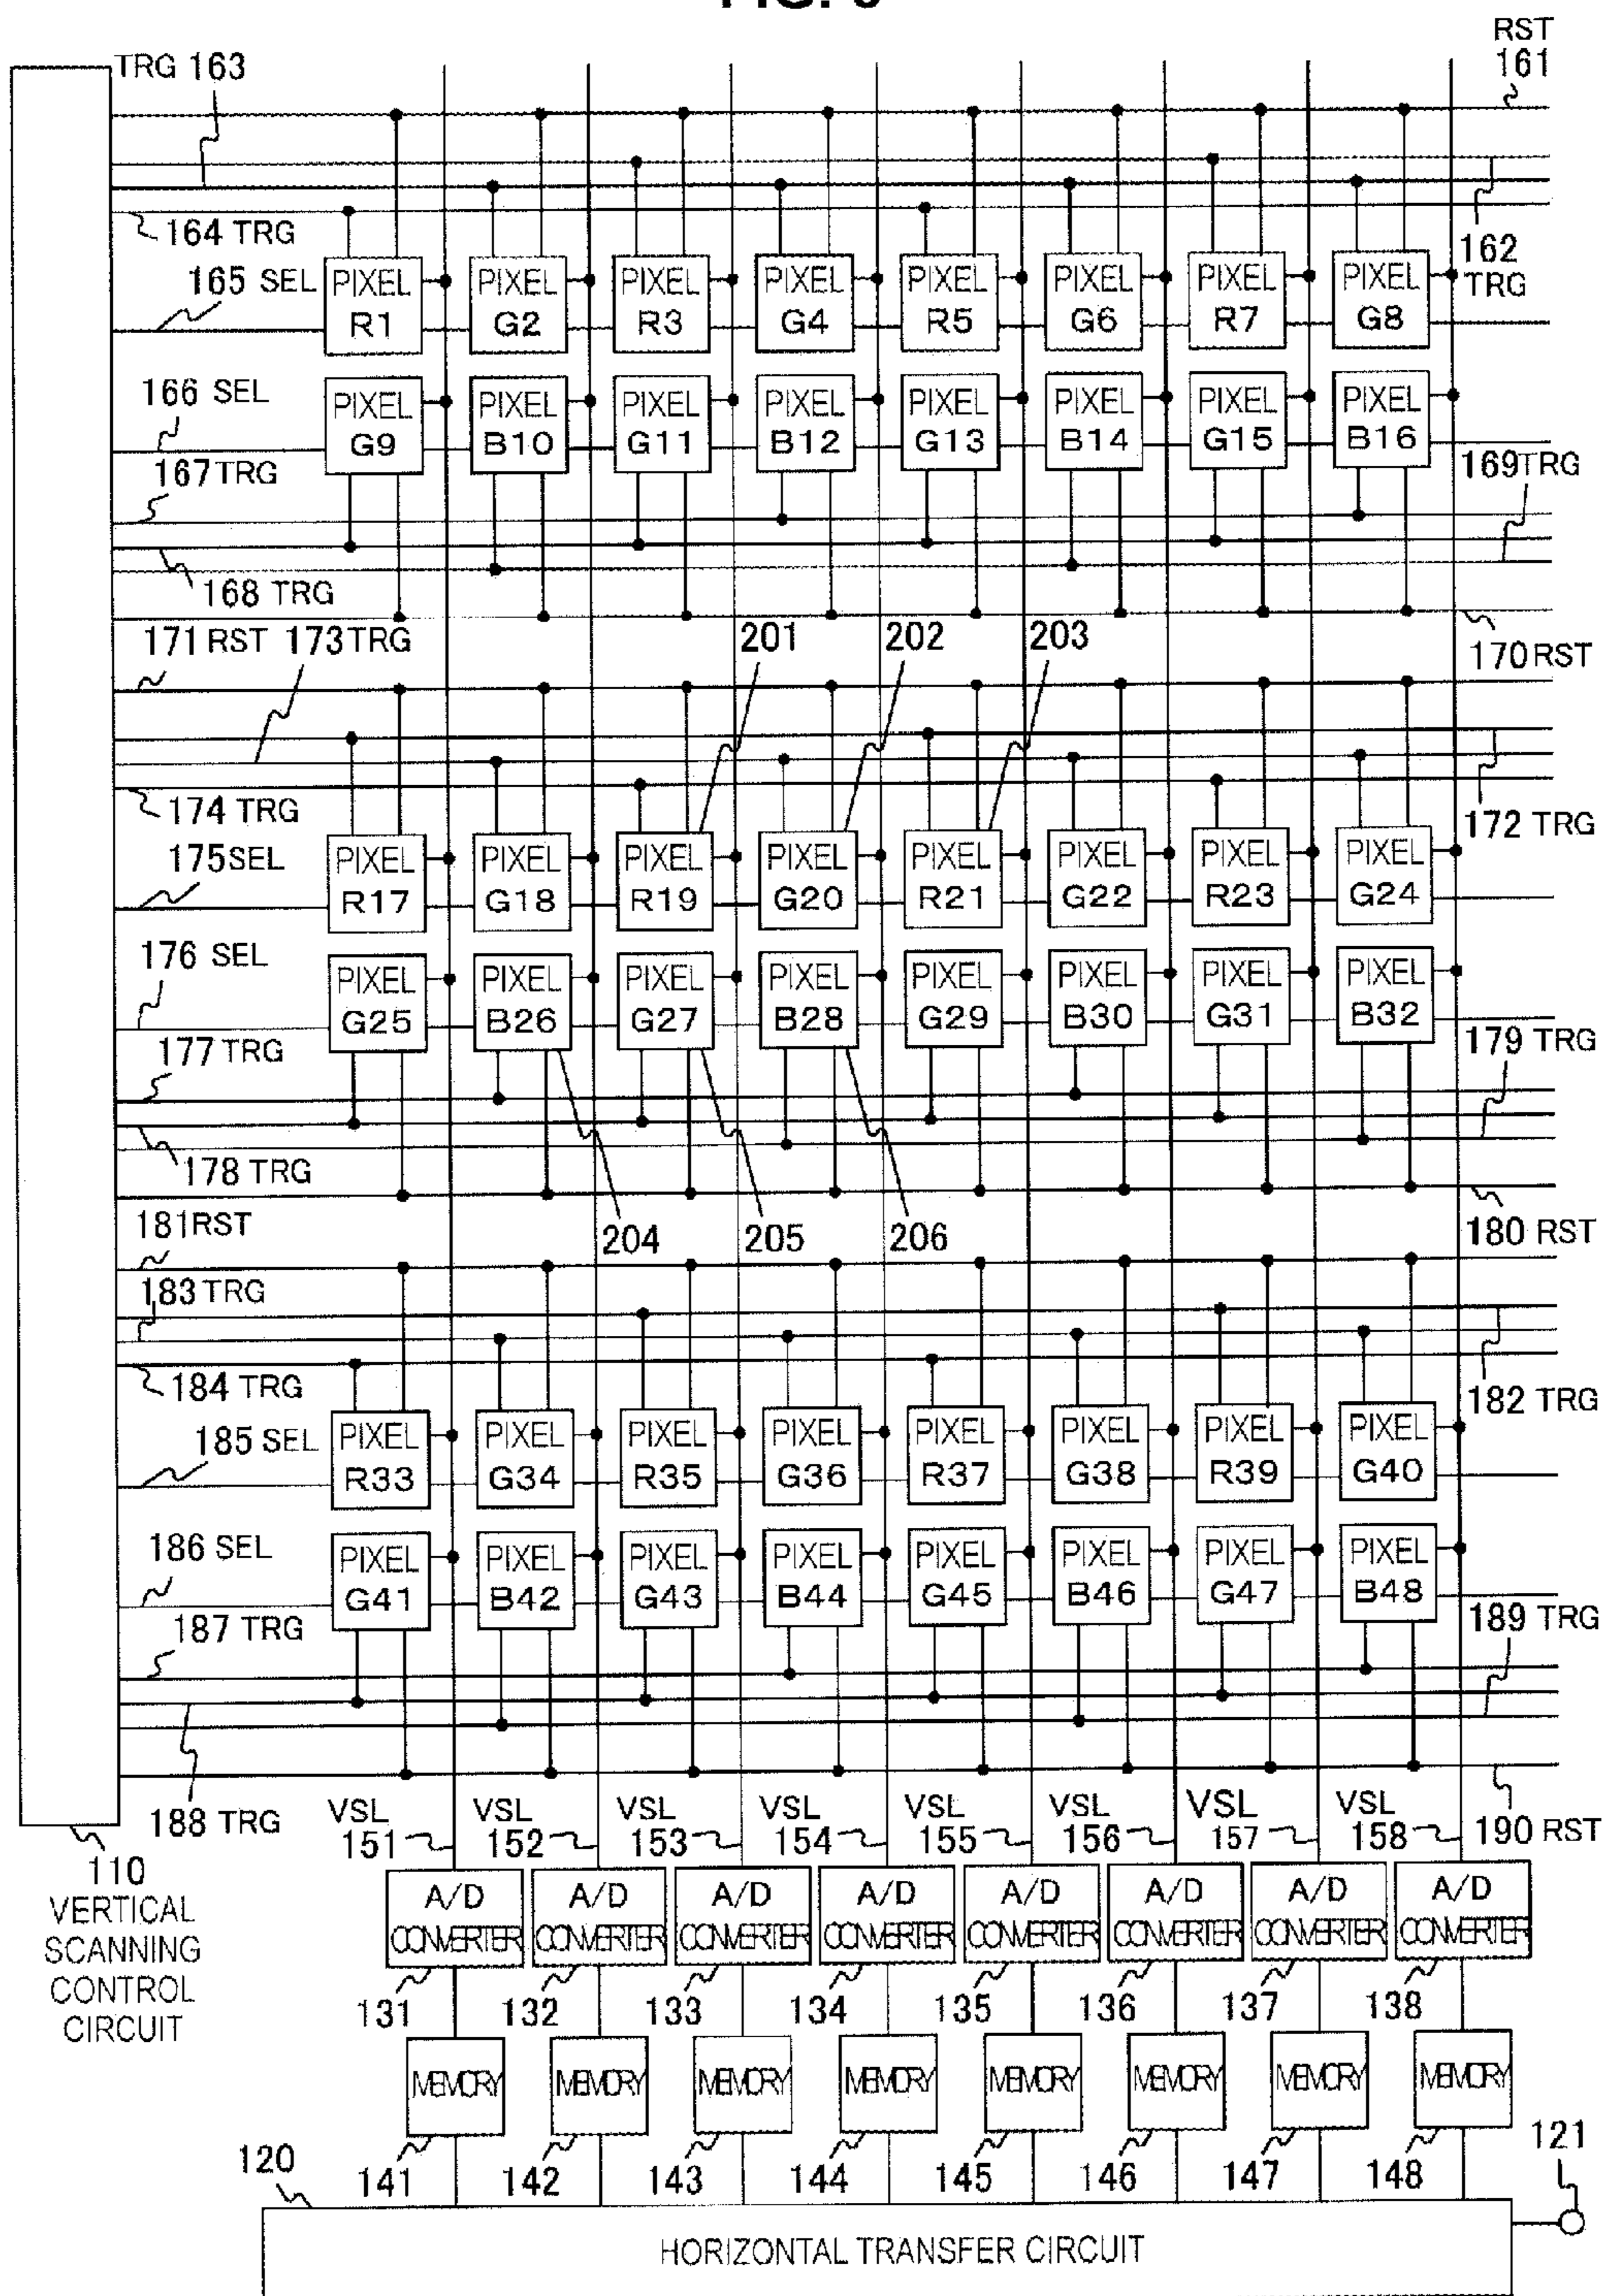 RST
161
TRG 163
164 TRG
162
TRG
165 SEL
PIXEL R1 PIXEL G2 PIXEL R3 PIXEL G4 PIXEL R5 PIXEL G6 PIXEL R7 PIXEL G8
166 SEL
PIXEL G9 PIXEL B10 PIXEL G11 PIXEL B12 PIXEL G13 PIXEL B14 PIXEL G15 PIXEL B16
167 TRG
169 TRG
168 TRG
171 RST 173 TRG
201 202 203
170 RST
174 TRG
172 TRG
175 SEL
PIXEL R17 PIXEL G18 PIXEL R19 PIXEL G20 PIXEL R21 PIXEL G22 PIXEL R23 PIXEL G24
176 SEL
PIXEL G25 PIXEL B26 PIXEL G27 PIXEL B28 PIXEL G29 PIXEL B30 PIXEL G31 PIXEL B32
177 TRG
179 TRG
178 TRG
181 RST
204 205 206
180 RST
183 TRG
184 TRG
182 TRG
185 SEL
PIXEL R33 PIXEL G34 PIXEL R35 PIXEL G36 PIXEL R37 PIXEL G38 PIXEL R39 PIXEL G40
186 SEL
PIXEL G41 PIXEL B42 PIXEL G43 PIXEL B44 PIXEL G45 PIXEL B46 PIXEL G47 PIXEL B48
187 TRG
189 TRG
188 TRG
VSL 151 VSL 152 VSL 153 VSL 154 VSL 155 VSL 156 VSL 157 VSL 158
190 RST
110
VERTICAL
SCANNING
CONTROL
CIRCUIT
A/D CONVERTER A/D CONVERTER A/D CONVERTER A/D CONVERTER A/D CONVERTER A/D CONVERTER A/D CONVERTER A/D CONVERTER
131 132 133 134 135 136 137 138
MEMORY MEMORY MEMORY MEMORY MEMORY MEMORY MEMORY MEMORY
120 141 142 143 144 145 146 147 148 121
HORIZONTAL TRANSFER CIRCUIT